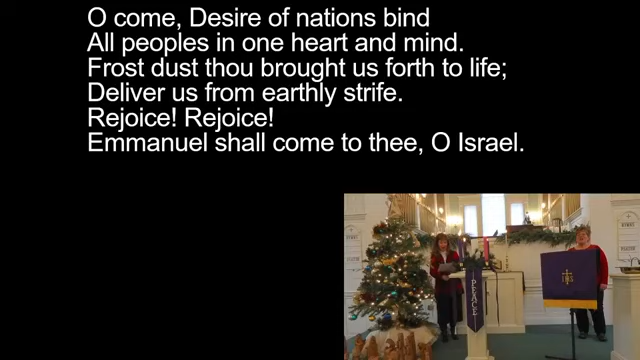 O come, Desire of nations bind
All peoples in one heart and mind.
Frost dust thou brought us forth to life;
Deliver us from earthly strife.
Rejoice! Rejoice!
Emmanuel shall come to thee, O Israel.
PEACE